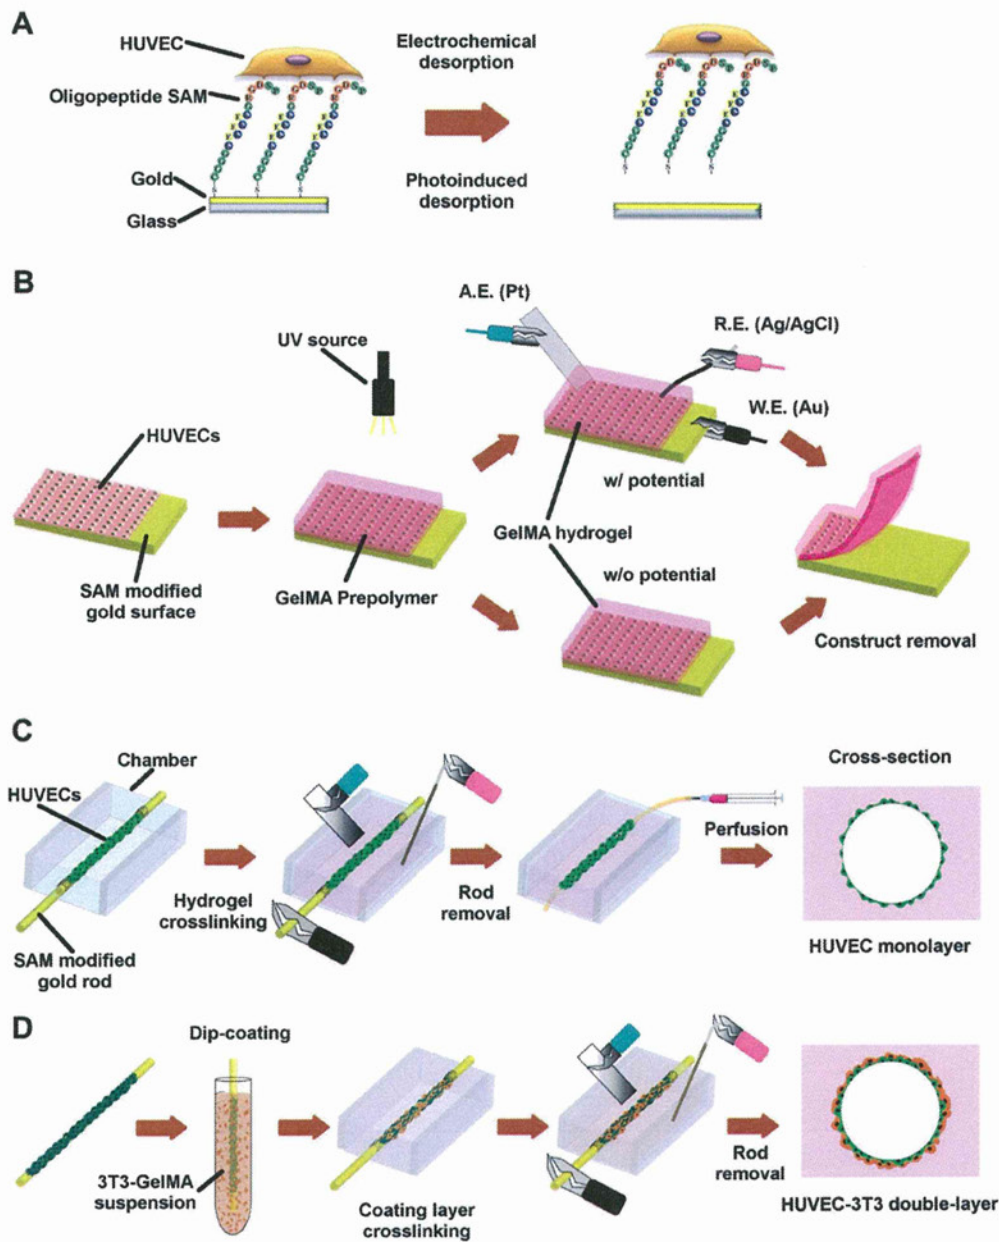 A
HUVEC
Oligopeptide SAM
Gold
Glass
Electrochemical
desorption
Photoinduced
desorption
B
UV source
HUVECs
SAM modified
gold surface
GelMA Prepolymer
A.E. (Pt)
R.E. (Ag/AgCl)
W.E. (Au)
w/ potential
GelMA hydrogel
w/o potential
Construct removal
C
Chamber
HUVECs
SAM modified
gold rod
Hydrogel
crosslinking
Rod
removal
Perfusion
Cross-section
HUVEC monolayer
D
Dip-coating
3T3-GelMA
suspension
Coating layer
crosslinking
Rod
removal
HUVEC-3T3 double-layer